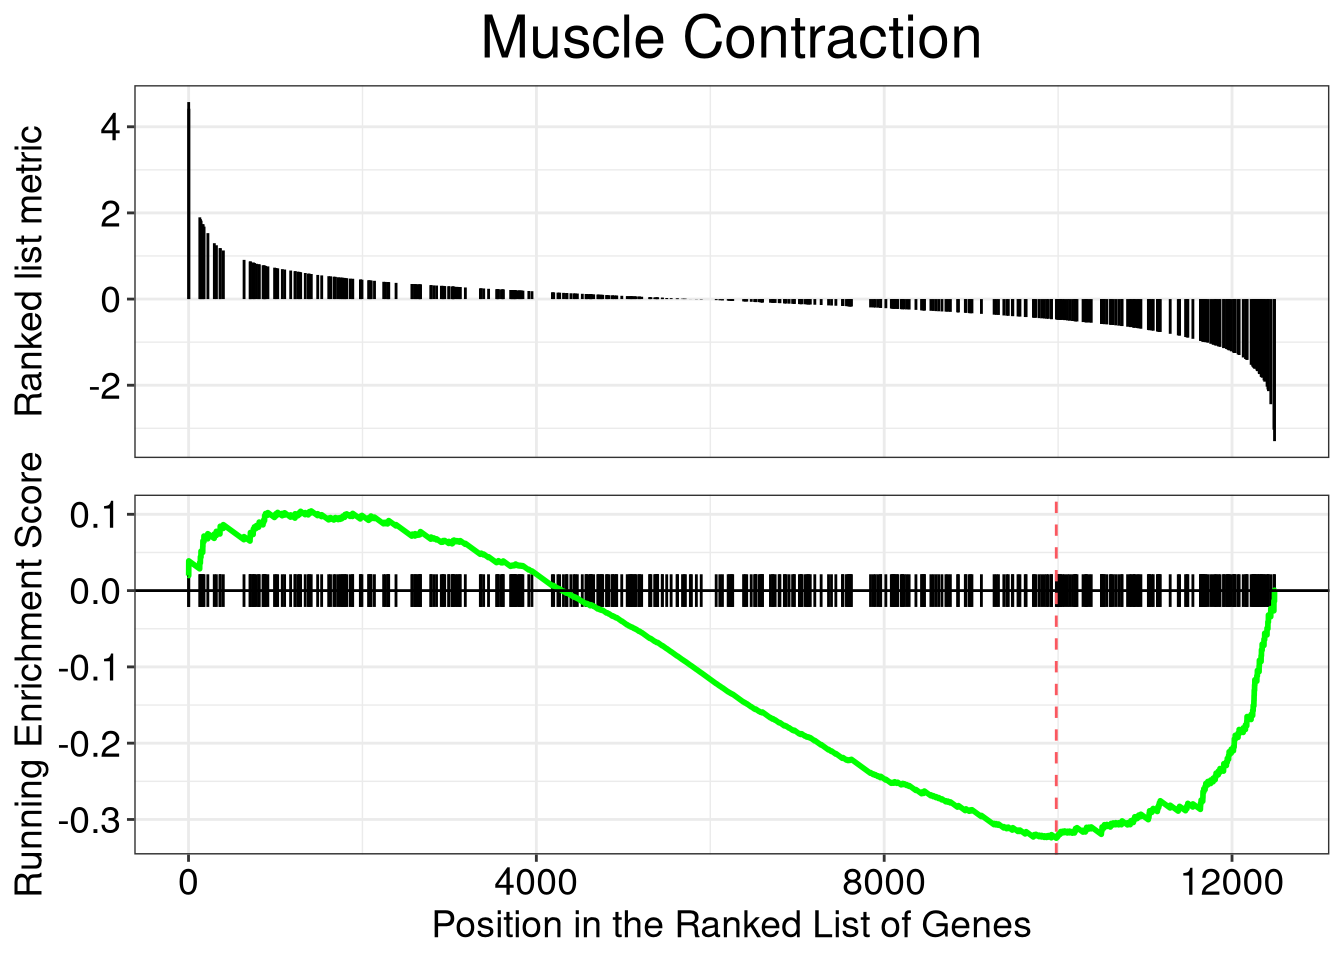 Muscle Contraction
Ranked list metric
4
2
0
-2
Running Enrichment Score
0.1
0.0
-0.1
-0.2
-0.3
0 4000 8000 12000
Position in the Ranked List of Genes